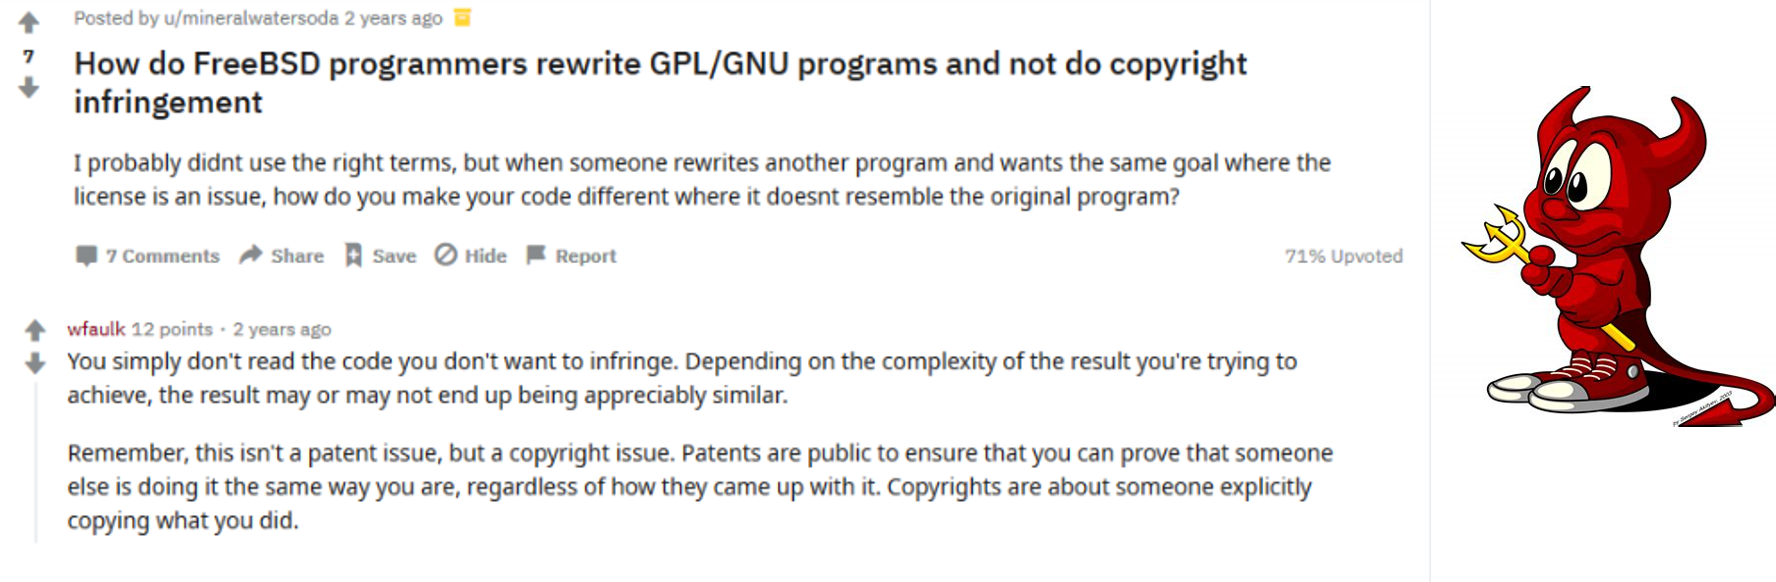 Posted by u/mineralwatersoda 2 years ago
7
How do FreeBSD programmers rewrite GPL/GNU programs and not do copyright
infringement
I probably didnt use the right terms, but when someone rewrites another program and wants the same goal where the
license is an issue, how do you make your code different where it doesnt resemble the original program?
7 Comments Share Save Hide Report 71% Upvoted
wfaulk 12 points · 2 years ago
You simply don't read the code you don't want to infringe. Depending on the complexity of the result you're trying to
achieve, the result may or may not end up being appreciably similar.
Remember, this isn't a patent issue, but a copyright issue. Patents are public to ensure that you can prove that someone
else is doing it the same way you are, regardless of how they came up with it. Copyrights are about someone explicitly
copying what you did.